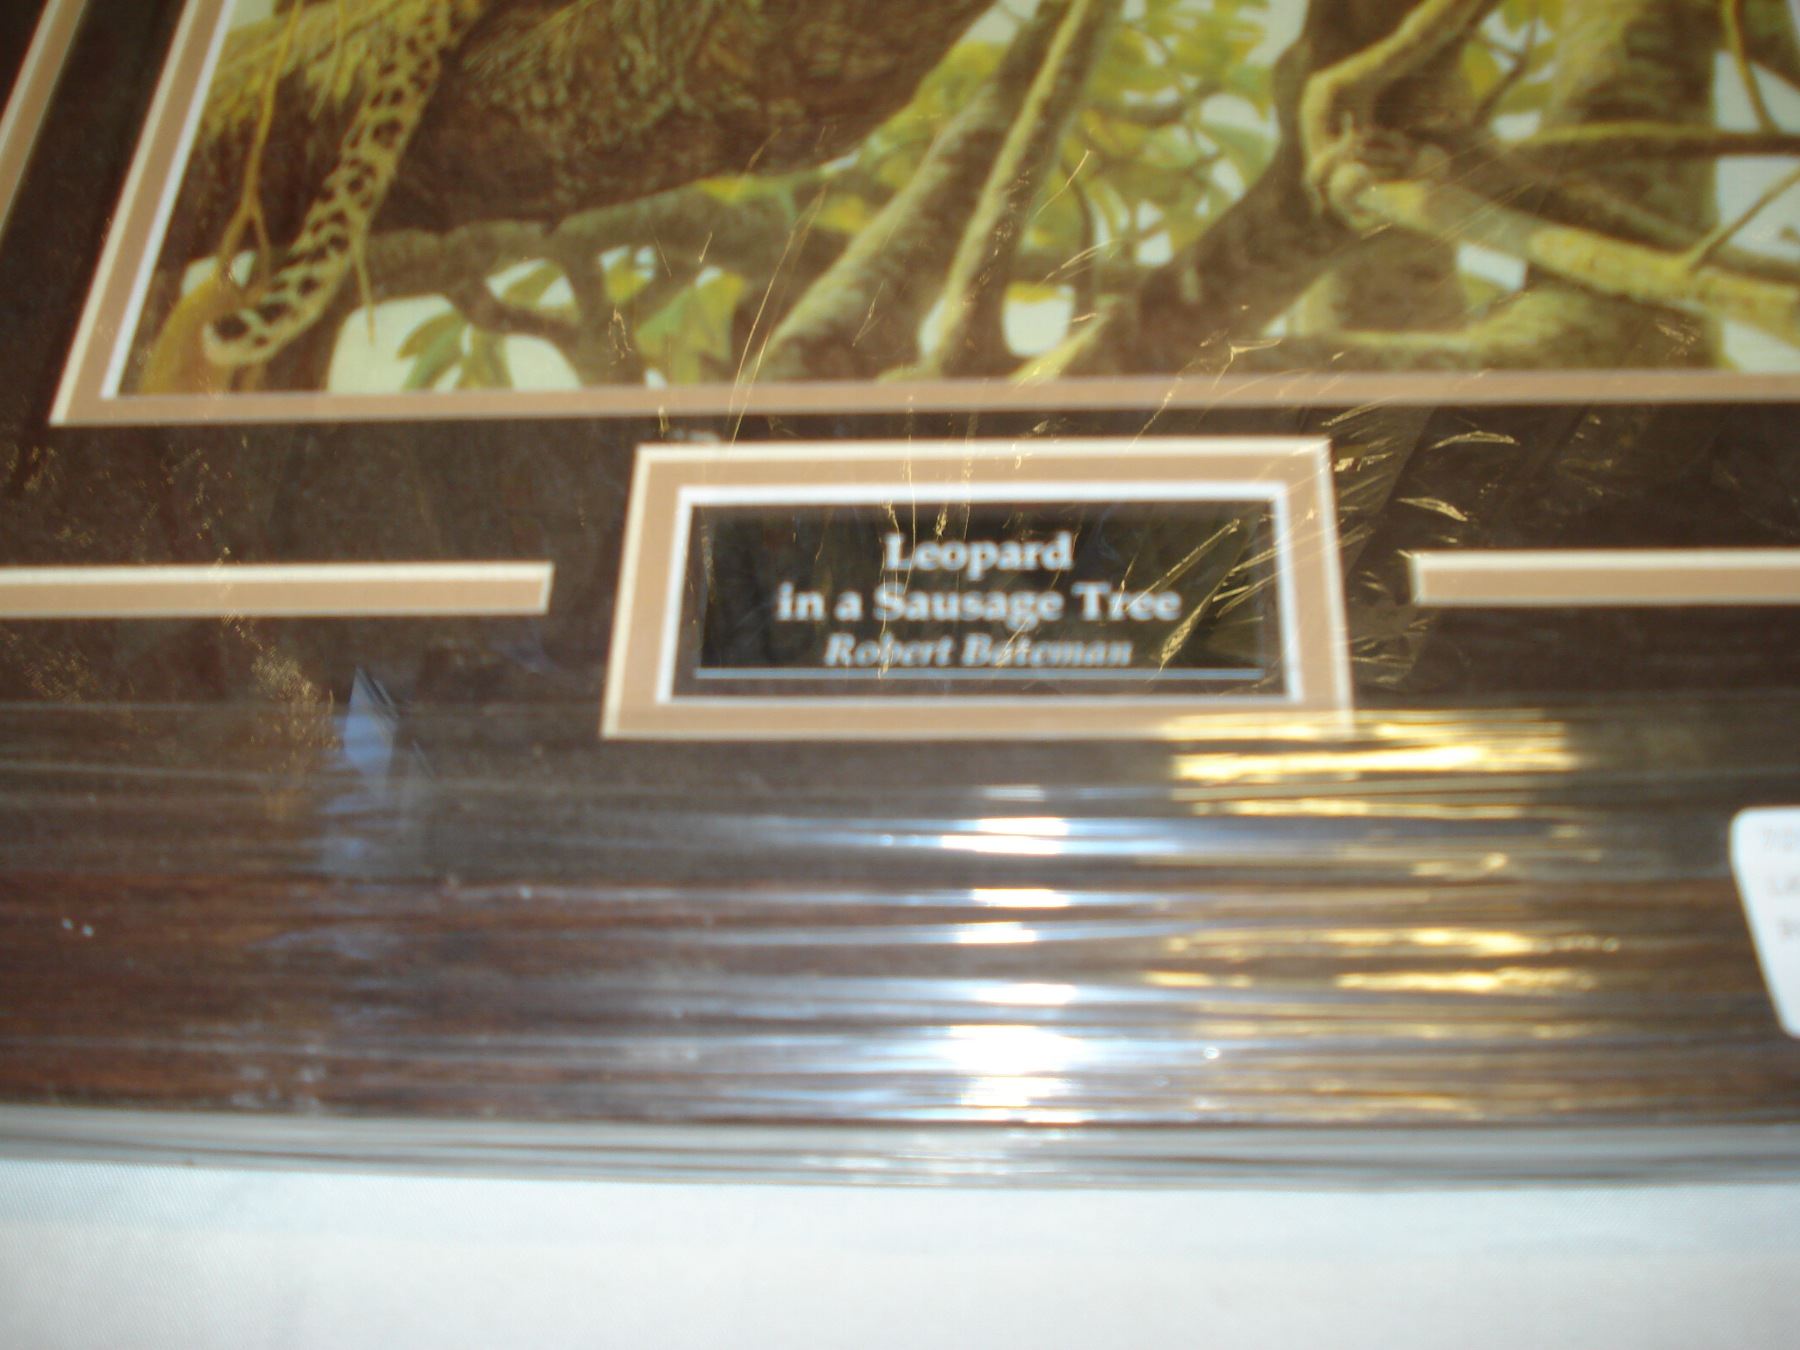 Leopard
in a Sausage Tree
Robert Bateman